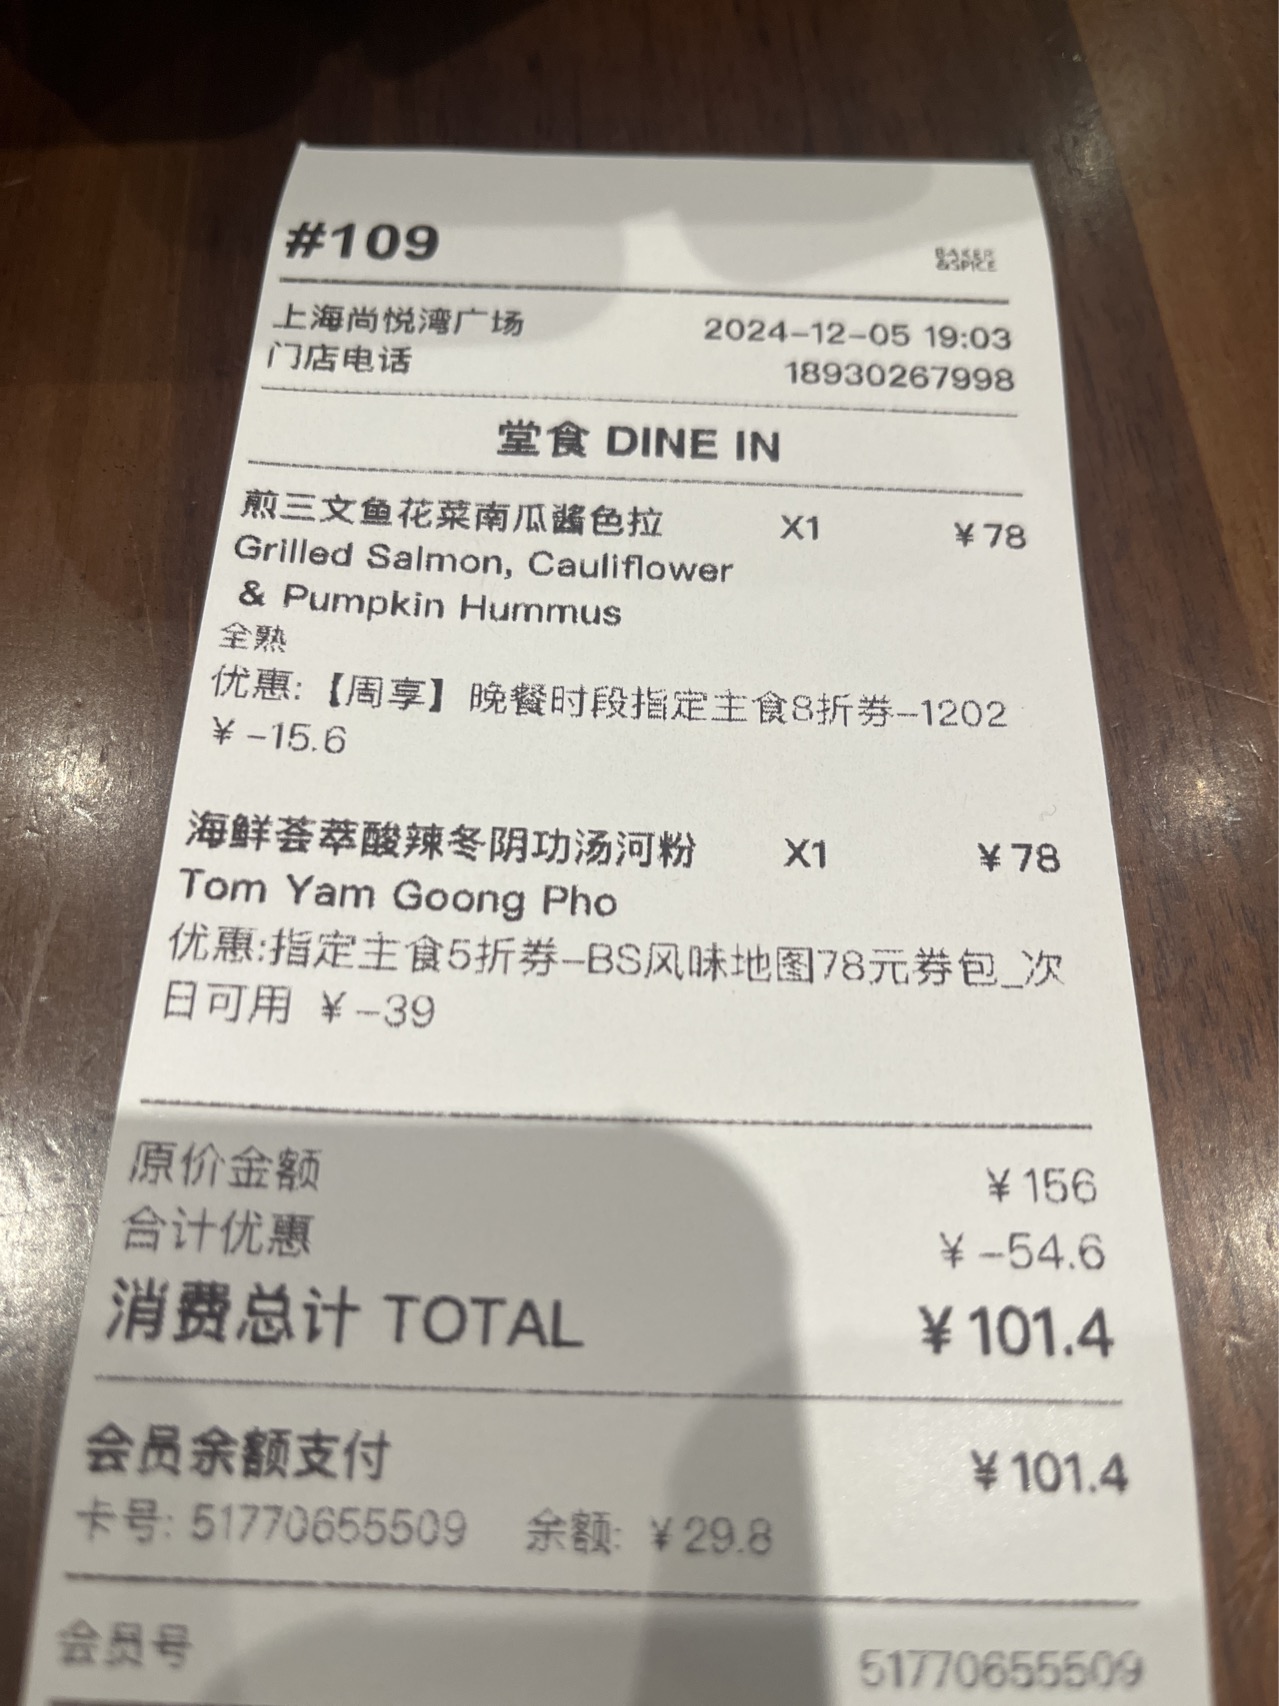 #109
BAKER
&SPICE
上海尚悦湾广场 2024-12-05 19:03
门店电话 18930267998
堂食 DINE IN
煎三文鱼花菜南瓜酱色拉 X1 ¥78
Grilled Salmon, Cauliflower
& Pumpkin Hummus
全熟
优惠:【周享】晚餐时段指定主食8折券-1202
¥ -15.6
海鲜荟萃酸辣冬阴功汤河粉 X1 ¥78
Tom Yam Goong Pho
优惠:指定主食5折券-BS风味地图78元券包_次
日可用 ¥ -39
原价金额 ¥156
合计优惠 ¥ -54.6
消费总计 TOTAL ¥101.4
会员余额支付 ¥101.4
卡号: 51770655509 余额: ¥29.8
会员号 51770655509